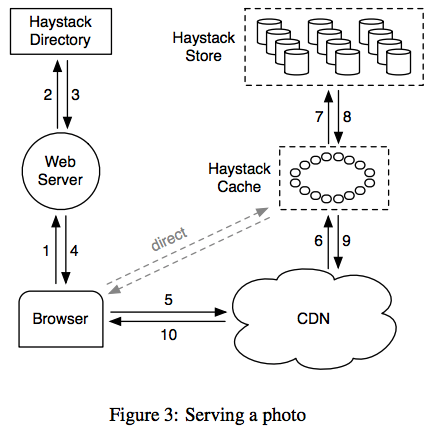 Haystack
Directory
Haystack
Store
2
3
7
8
Web
Server
Haystack
Cache
direct
1
4
6
9
5
Browser
CDN
10
Figure 3: Serving a photo